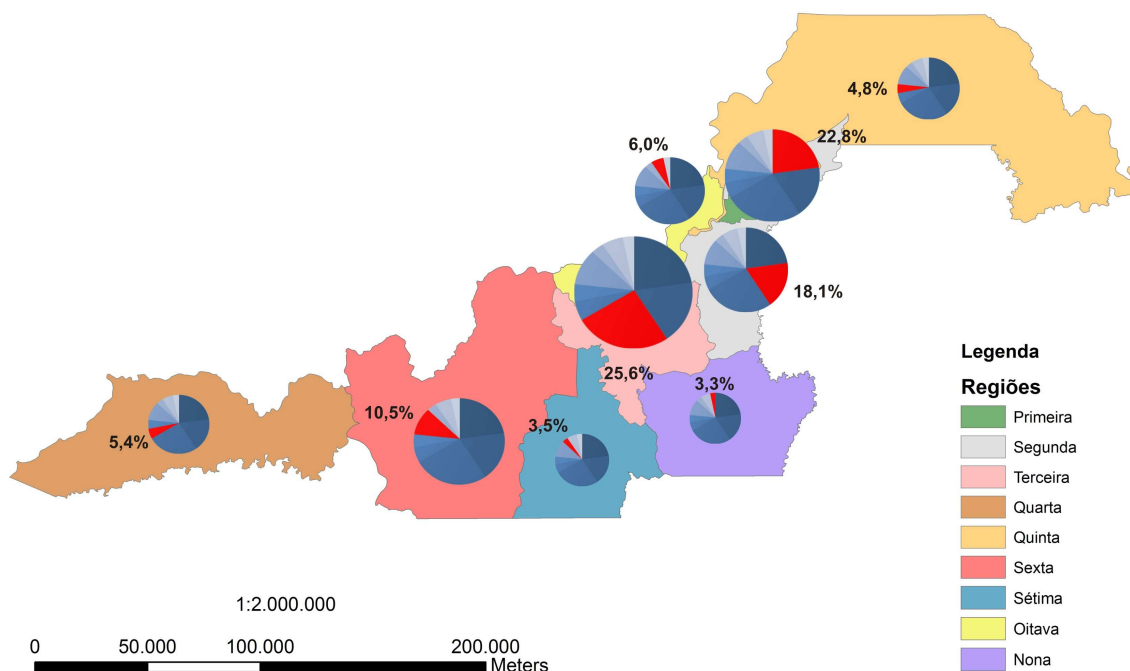 4,8%
6,0%
22,8%
18,1%
25,6%
3,3%
10,5%
3,5%
5,4%
Legenda
Regiões
Primeira
Segunda
Terceira
Quarta
Quinta
Sexta
Sétima
Oitava
Nona
1:2.000.000
0 50.000 100.000 200.000
Meters